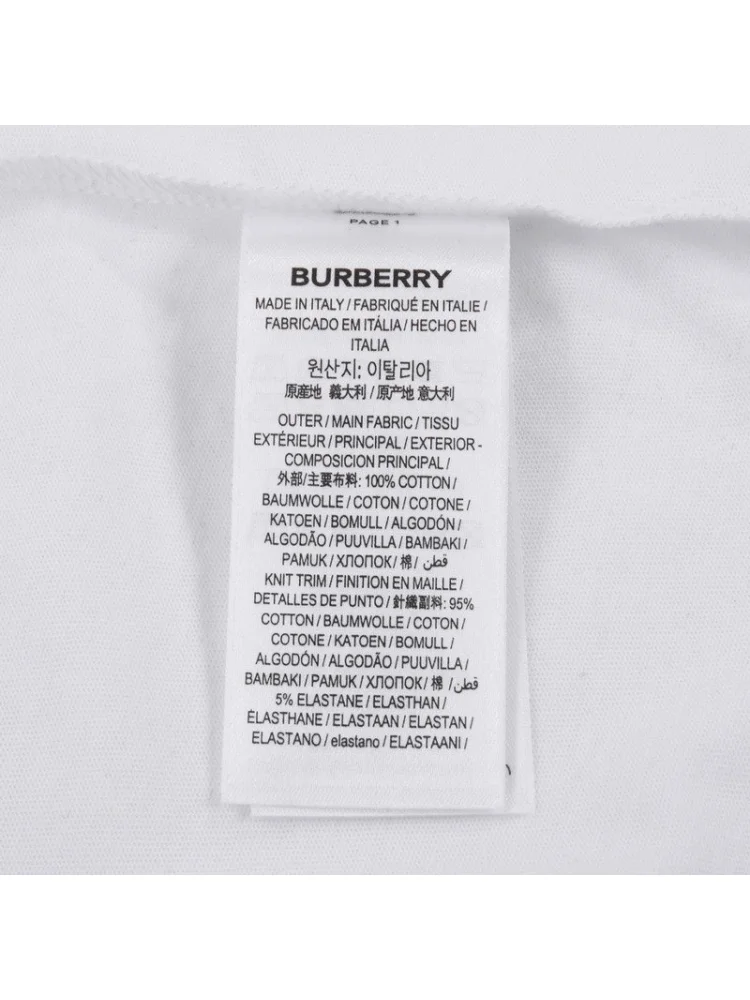 PAGE 1
BURBERRY
MADE IN ITALY / FABRIQUÉ EN ITALIE /
FABRICADO EM ITÁLIA / HECHO EN
ITALIA
원산지: 이탈리아
原産地 義大利 / 原产地 意大利
OUTER / MAIN FABRIC / TISSU
EXTÉRIEUR / PRINCIPAL / EXTERIOR -
COMPOSICION PRINCIPAL /
外部/主要布料: 100% COTTON /
BAUMWOLLE / COTON / COTONE /
KATOEN / BOMULL / ALGODÓN /
ALGODÃO / PUUVILLA / BAMBAKI /
PAMUK / ХЛОПОК / 棉 / قطن /
KNIT TRIM / FINITION EN MAILLE /
DETALLES DE PUNTO / 針織副料: 95%
COTTON / BAUMWOLLE / COTON /
COTONE / KATOEN / BOMULL /
ALGODÓN / ALGODÃO / PUUVILLA /
BAMBAKI / PAMUK / ХЛОПОК / 棉 / قطن /
5% ELASTANE / ELASTHAN /
ÉLASTHANE / ELASTAAN / ELASTAN /
ELASTANO / elastano / ELASTAANI /